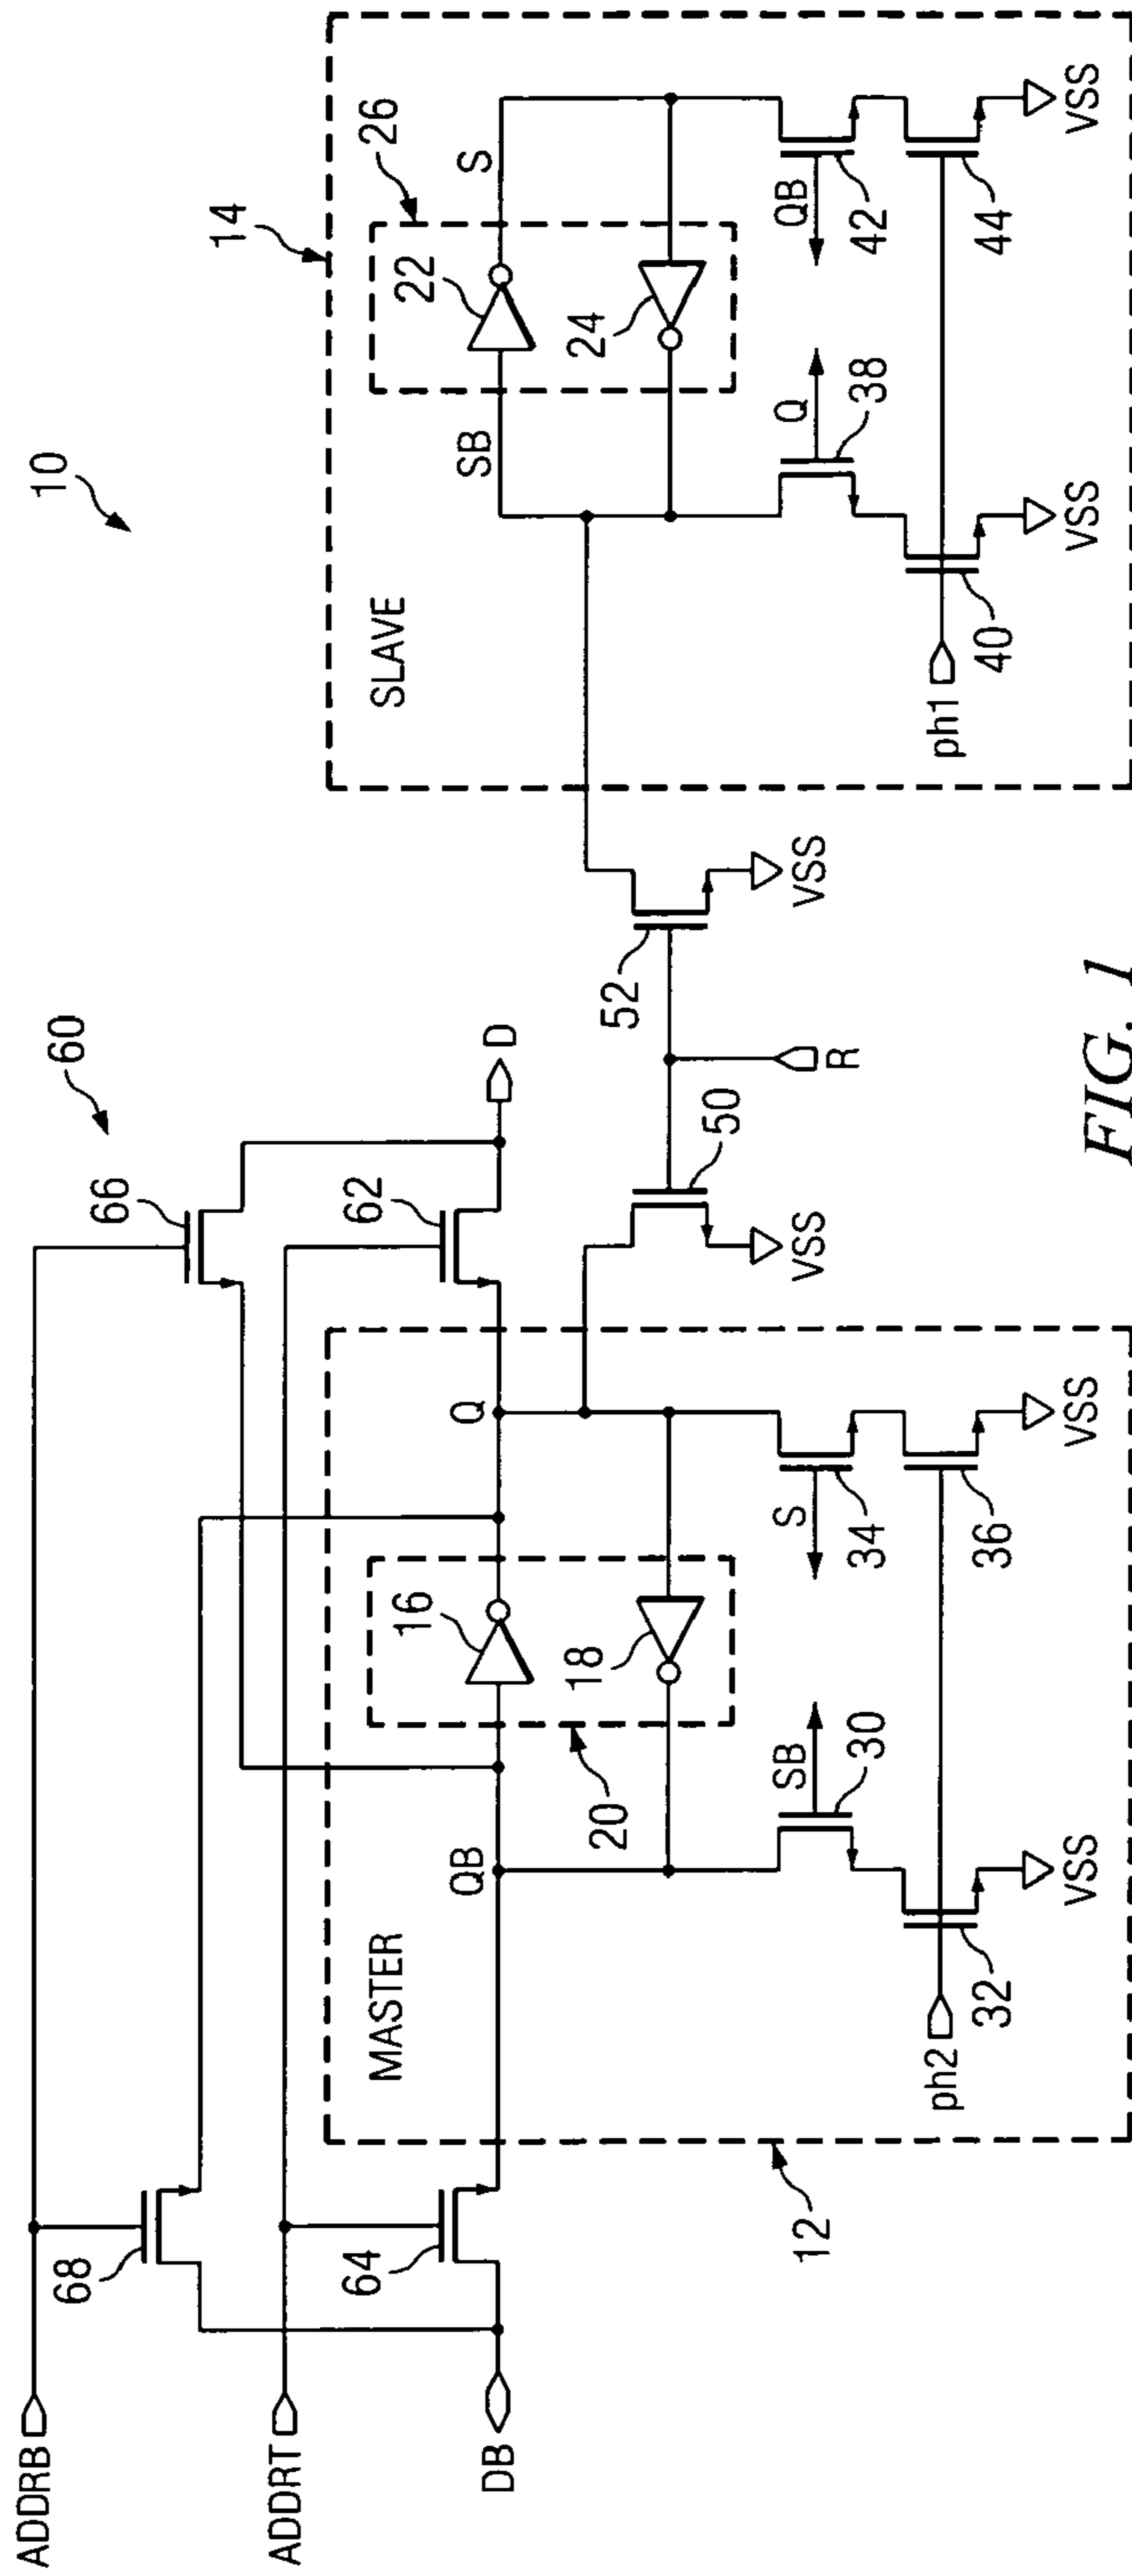 10
60
ADDRB
68
66
ADDRT
64
62
DB
D
14
12
MASTER
QB
Q
16
18
20
SB
30
S
34
ph2
32
36
VSS
VSS
50
52
R
VSS
VSS
SLAVE
SB
S
22
24
26
Q
38
QB
42
ph1
40
44
VSS
VSS
FIG. 1